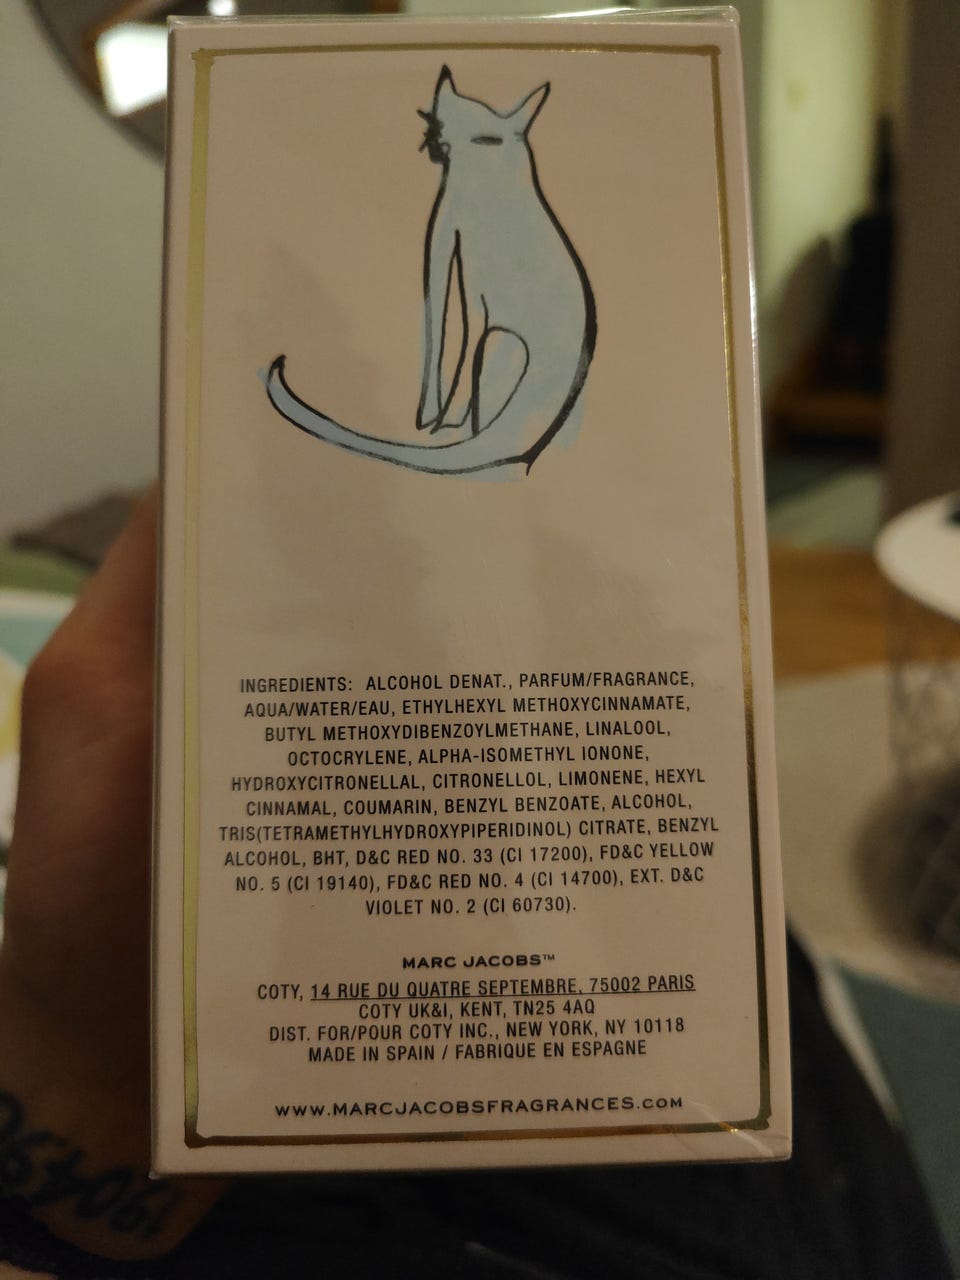 INGREDIENTS: ALCOHOL DENAT., PARFUM/FRAGRANCE,
AQUA/WATER/EAU, ETHYLHEXYL METHOXYCINNAMATE,
BUTYL METHOXYDIBENZOYLMETHANE, LINALOOL,
OCTOCRYLENE, ALPHA-ISOMETHYL IONONE,
HYDROXYCITRONELLAL, CITRONELLOL, LIMONENE, HEXYL
CINNAMAL, COUMARIN, BENZYL BENZOATE, ALCOHOL,
TRIS(TETRAMETHYLHYDROXYPIPERIDINOL) CITRATE, BENZYL
ALCOHOL, BHT, D&C RED NO. 33 (CI 17200), FD&C YELLOW
NO. 5 (CI 19140), FD&C RED NO. 4 (CI 14700), EXT. D&C
VIOLET NO. 2 (CI 60730).
MARC JACOBS™
COTY, 14 RUE DU QUATRE SEPTEMBRE, 75002 PARIS
COTY UK&I, KENT, TN25 4AQ
DIST. FOR/POUR COTY INC., NEW YORK, NY 10118
MADE IN SPAIN / FABRIQUE EN ESPAGNE
WWW.MARCJACOBSFRAGRANCES.COM